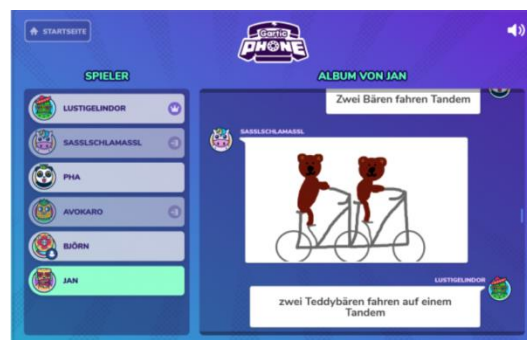 STARTSEITE
Gartic
PHONE
SPIELER
LUSTIGELINDOR
SASSLSCHLAMASSL
PHA
AVOKARO
BJÖRN
JAN
ALBUM VON JAN
Zwei Bären fahren Tandem
SASSLSCHLAMASSL
LUSTIGELINDOR
zwei Teddybären fahren auf einem
Tandem